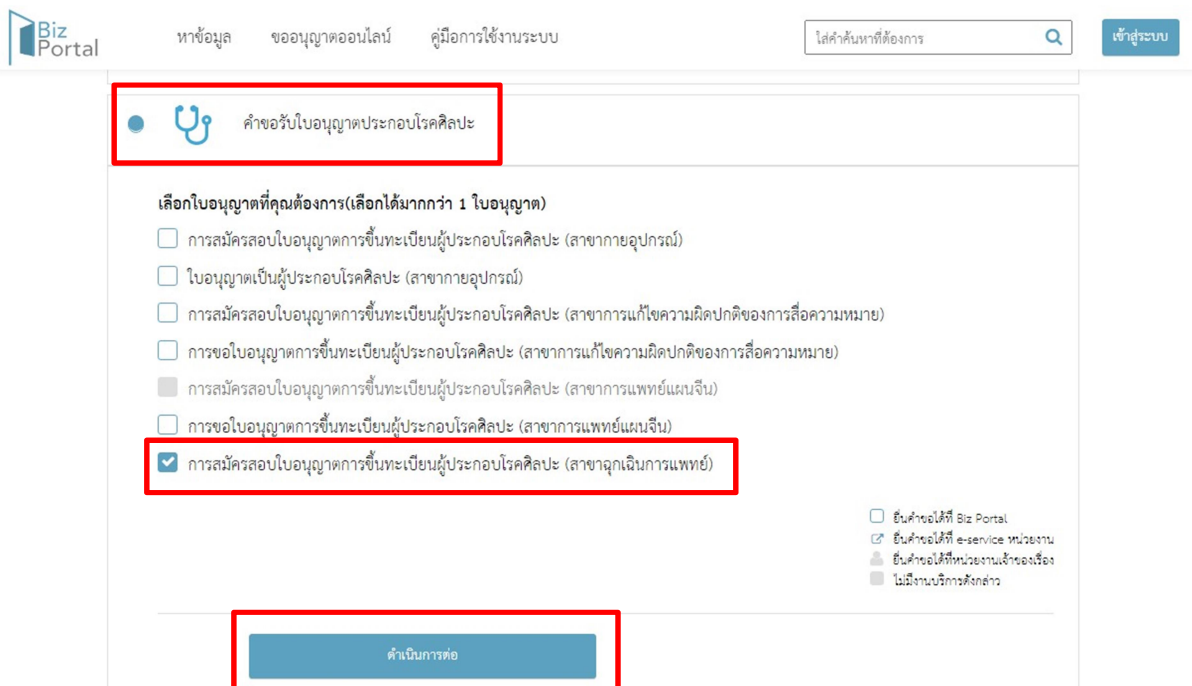 Biz Portal
หาข้อมูล ขออนุญาตออนไลน์ คู่มือการใช้งานระบบ ใส่คำค้นหาที่ต้องการ เข้าสู่ระบบ
คำขอรับใบอนุญาตประกอบโรคศิลปะ
เลือกใบอนุญาตที่คุณต้องการ(เลือกได้มากกว่า 1 ใบอนุญาต)
การสมัครสอบใบอนุญาตการขึ้นทะเบียนผู้ประกอบโรคศิลปะ (สาขากายอุปกรณ์)
ใบอนุญาตเป็นผู้ประกอบโรคศิลปะ (สาขากายอุปกรณ์)
การสมัครสอบใบอนุญาตการขึ้นทะเบียนผู้ประกอบโรคศิลปะ (สาขาการแก้ไขความผิดปกติของการสื่อความหมาย)
การขอใบอนุญาตการขึ้นทะเบียนผู้ประกอบโรคศิลปะ (สาขาการแก้ไขความผิดปกติของการสื่อความหมาย)
การสมัครสอบใบอนุญาตการขึ้นทะเบียนผู้ประกอบโรคศิลปะ (สาขาการแพทย์แผนจีน)
การขอใบอนุญาตการขึ้นทะเบียนผู้ประกอบโรคศิลปะ (สาขาการแพทย์แผนจีน)
การสมัครสอบใบอนุญาตการขึ้นทะเบียนผู้ประกอบโรคศิลปะ (สาขาฉุกเฉินการแพทย์)
ยื่นคำขอได้ที่ Biz Portal
ยื่นคำขอได้ที่ e-service หน่วยงาน
ยื่นคำขอได้ที่หน่วยงานเจ้าของเรื่อง
ไม่มีงานบริการดังกล่าว
ดำเนินการต่อ